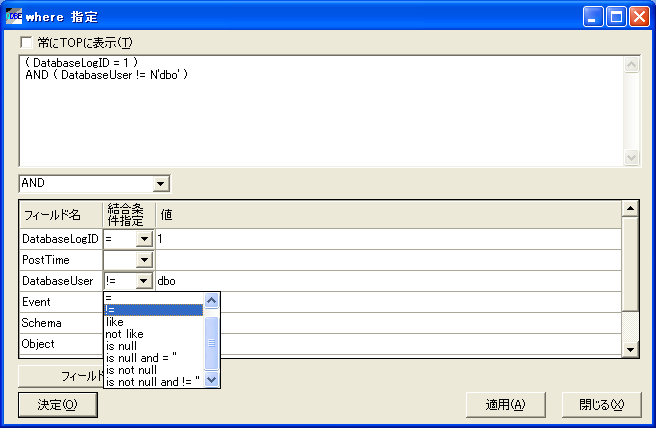 DBE where 指定
常にTOPに表示(T)
( DatabaseLogID = 1 )
AND ( DatabaseUser != N'dbo' )
AND
フィールド名 結合条件指定 値
DatabaseLogID = 1
PostTime
DatabaseUser != dbo
Event
Schema
Object
=
!=
like
not like
is null
is null and = ''
is not null
is not null and != ''
フィールド
決定(O) 適用(A) 閉じる(X)